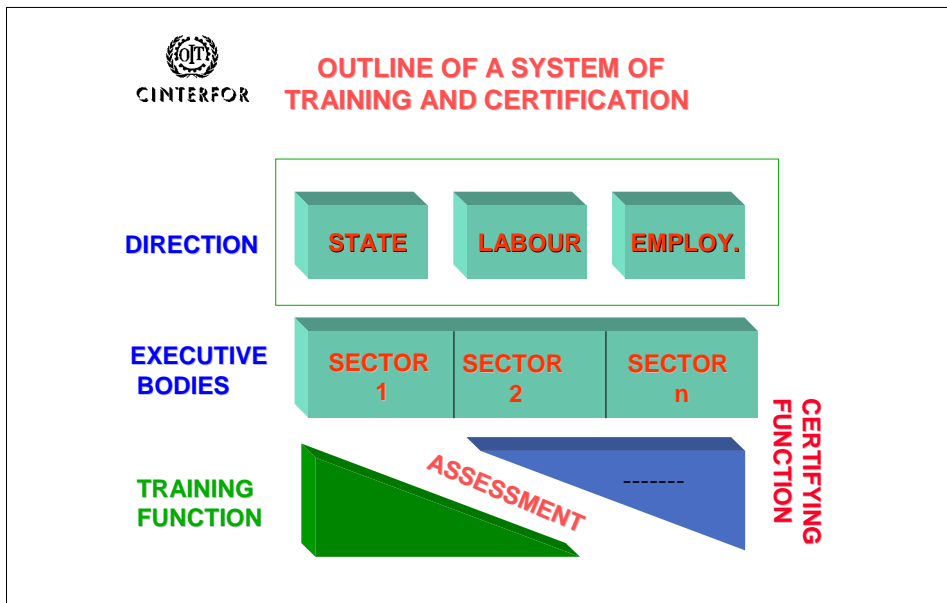 OIT
CINTERFOR
OUTLINE OF A SYSTEM OF
TRAINING AND CERTIFICATION
DIRECTION
STATE
LABOUR
EMPLOY.
EXECUTIVE
BODIES
SECTOR
1
SECTOR
2
SECTOR
n
TRAINING
FUNCTION
ASSESSMENT
-------
CERTIFYING
FUNCTION